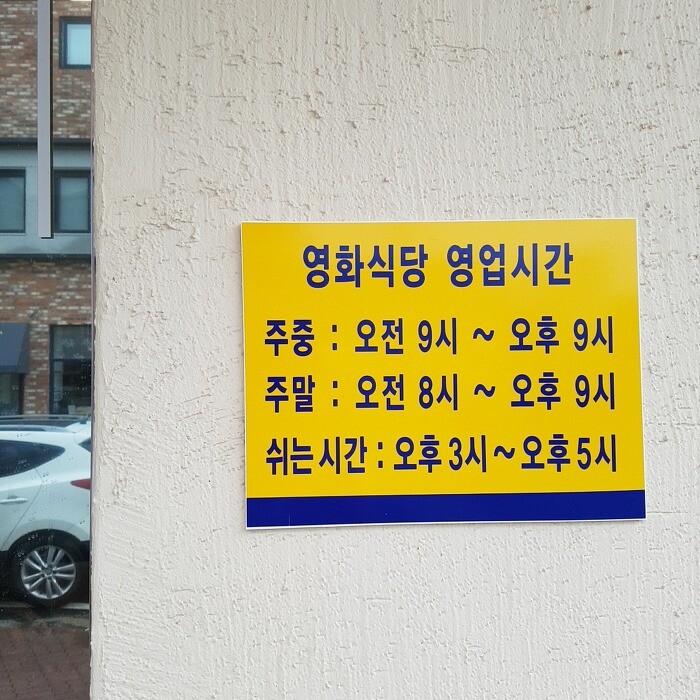 영화식당 영업시간
주중 : 오전 9시 ~ 오후 9시
주말 : 오전 8시 ~ 오후 9시
쉬는시간 : 오후 3시 ~ 오후 5시